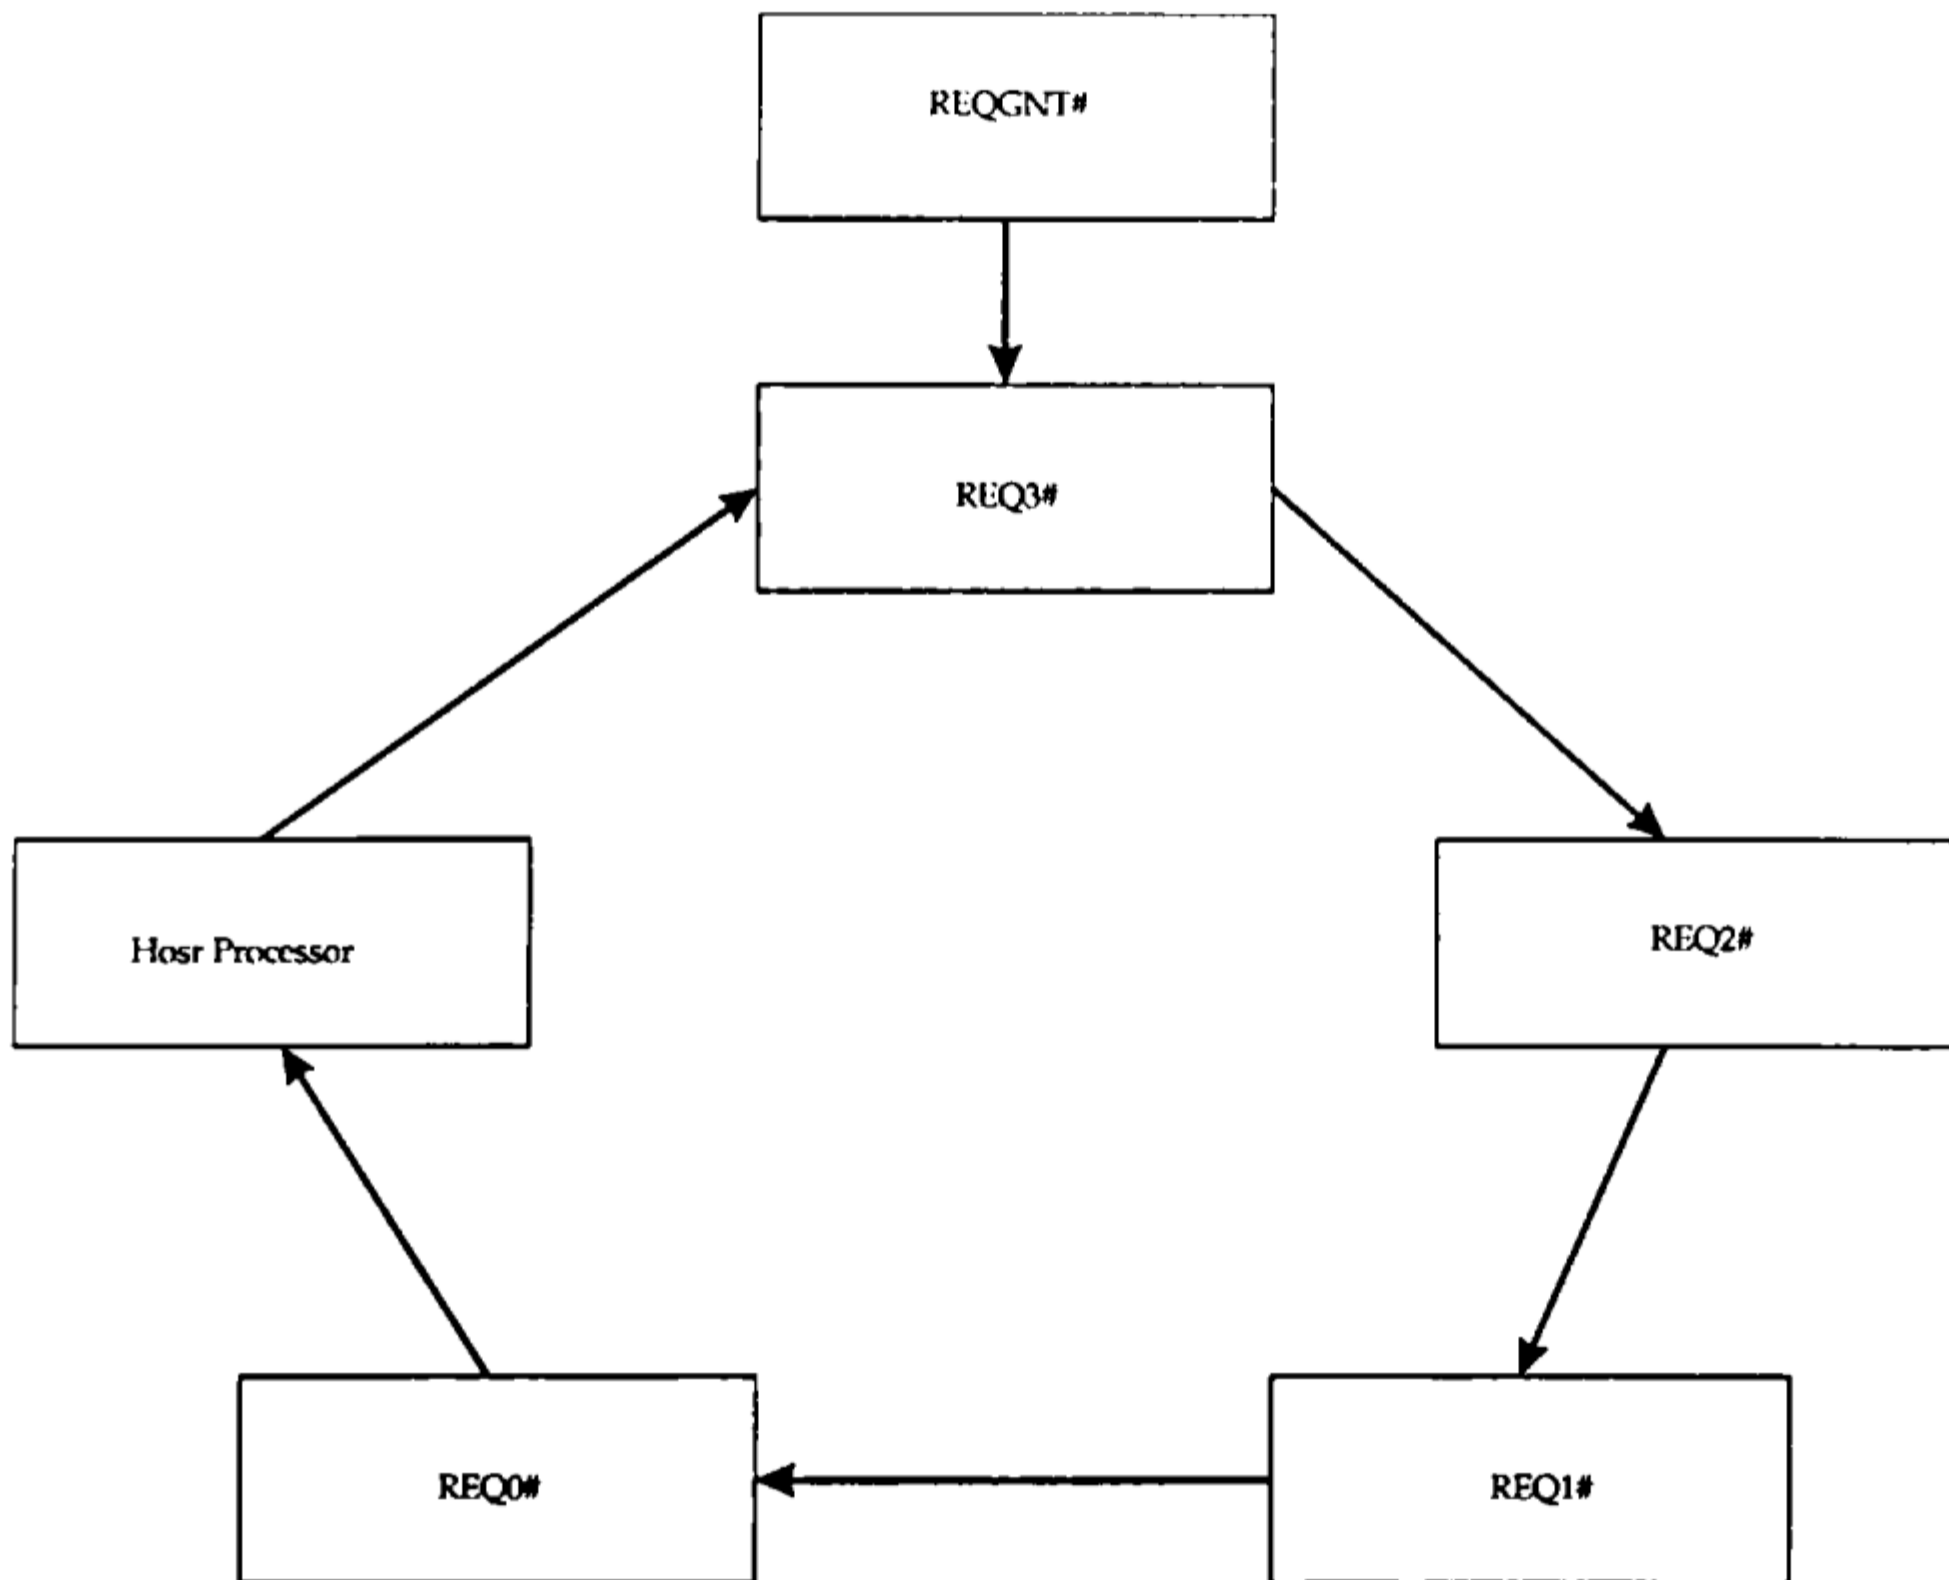 REQGNT#
REQ3#
Hosr Processor
REQ2#
REQ0#
REQ1#